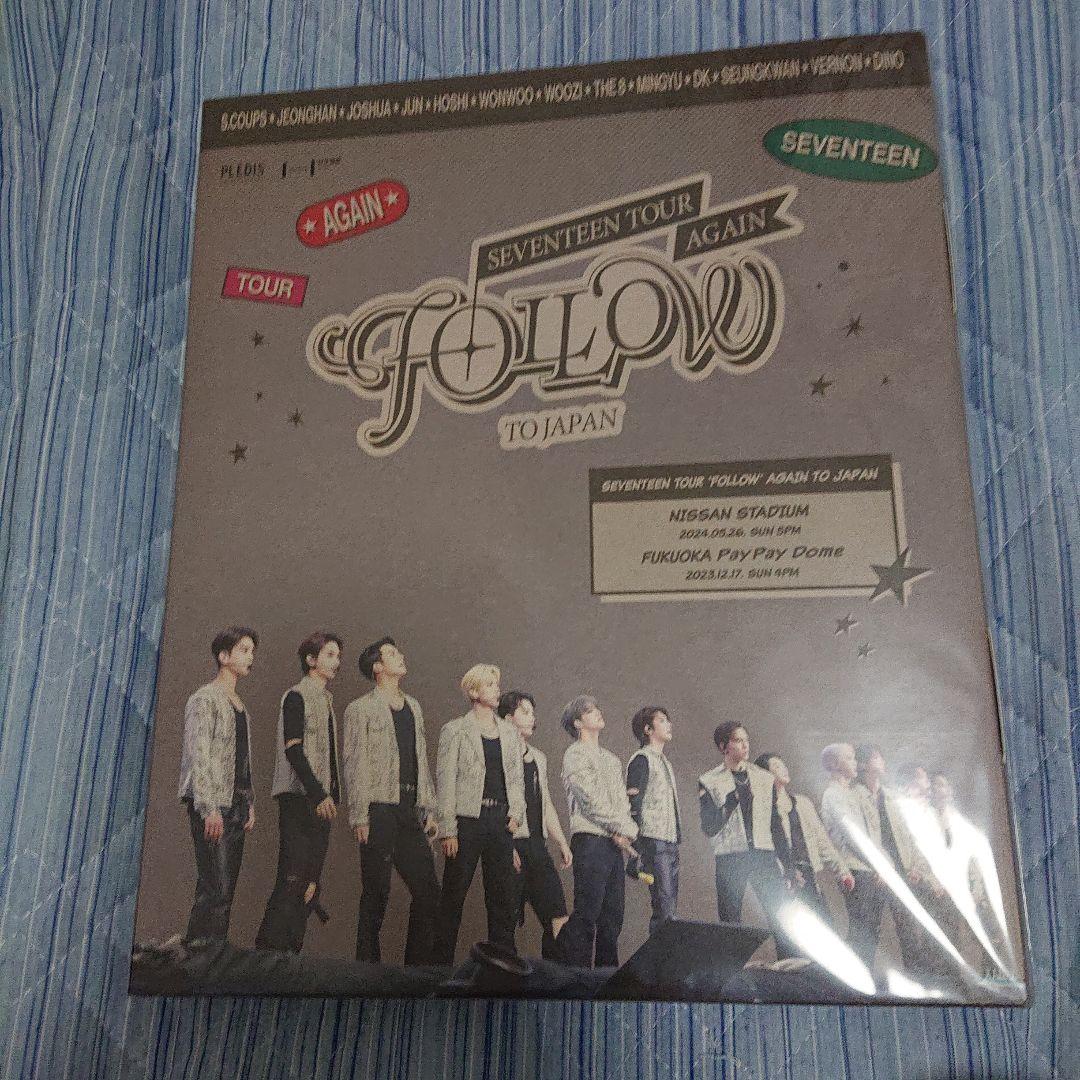 S.COUPS★JEONGHAN★JOSHUA★JUN★HOSHI★WONWOO★WOOZI★THE 8★MINGYU★DK★SEUNGKWAN★VERNON★DINO
PLEDIS
SEVENTEEN
★AGAIN★
TOUR
SEVENTEEN TOUR
AGAIN
FOLLOW
TO JAPAN
SEVENTEEN TOUR 'FOLLOW' AGAIN TO JAPAN
NISSAN STADIUM
2024.05.26. SUN 5PM
FUKUOKA PayPay Dome
2023.12.17. SUN 4PM